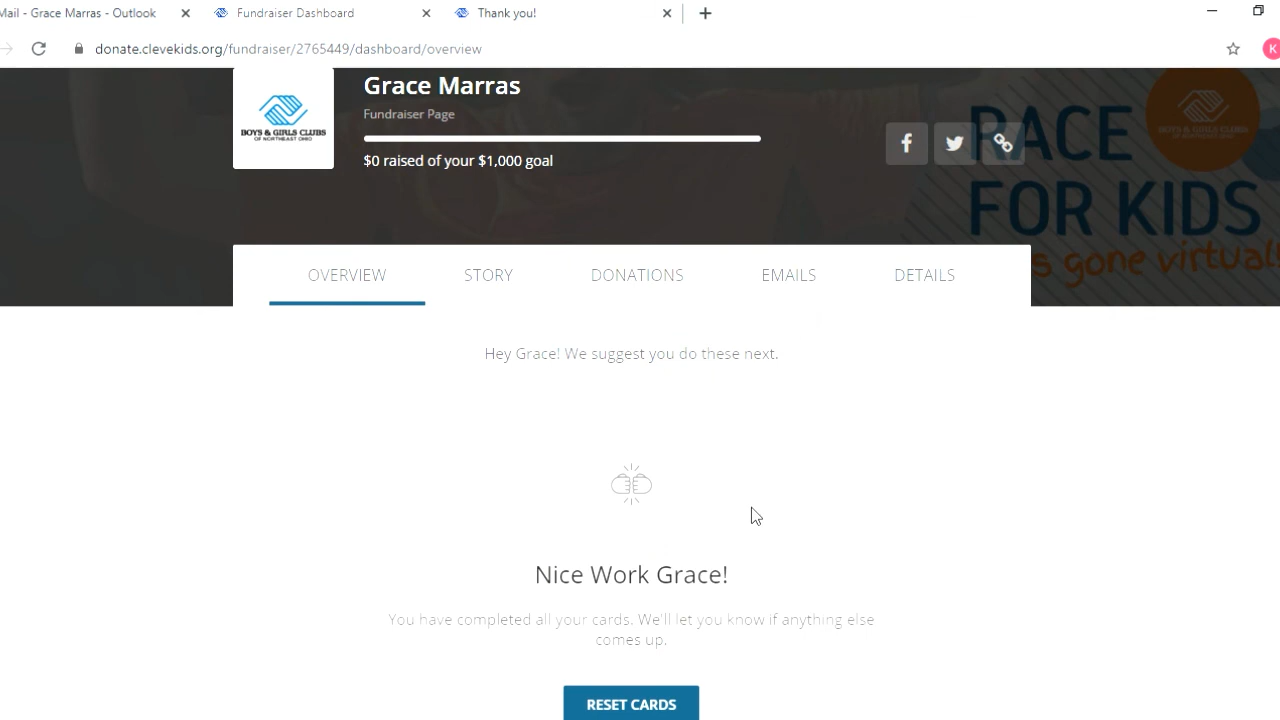 Mail - Grace Marras - Outlook
Fundraiser Dashboard
Thank you!
donate.clevekids.org/fundraiser/2765449/dashboard/overview
K
BOYS & GIRLS CLUBS
OF NORTHEAST OHIO
Grace Marras
Fundraiser Page
$0 raised of your $1,000 goal
RACE
FOR KIDS
gone virtual
OVERVIEW
STORY
DONATIONS
EMAILS
DETAILS
Hey Grace! We suggest you do these next.
Nice Work Grace!
You have completed all your cards. We'll let you know if anything else
comes up.
RESET CARDS